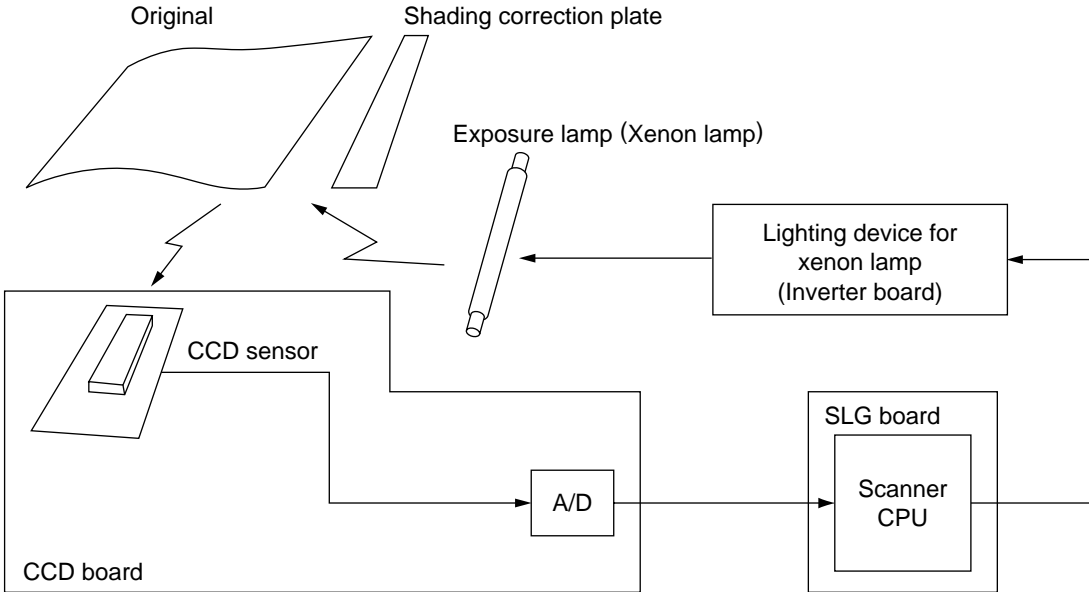 Original
Shading correction plate
Exposure lamp (Xenon lamp)
Lighting device for
xenon lamp
(Inverter board)
CCD sensor
SLG board
A/D
Scanner
CPU
CCD board